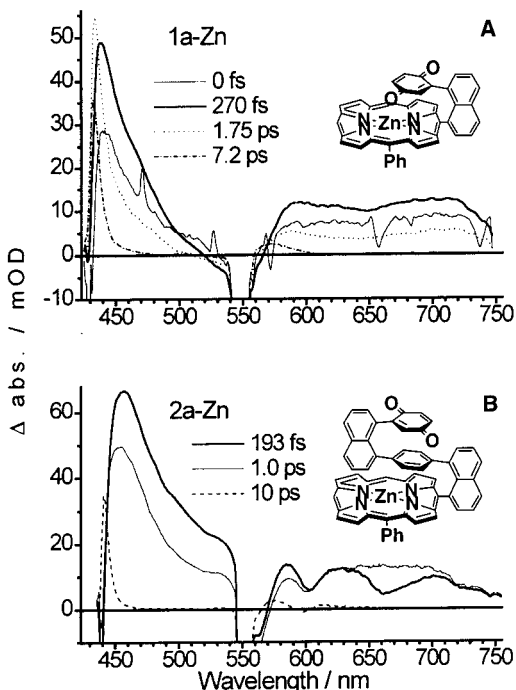 1a-Zn
A
0 fs
270 fs
1.75 ps
7.2 ps
50
40
30
20
10
0
-10
450 500 550 600 650 700 750
O
O
N Zn N
Ph
Δ abs. / mOD
2a-Zn
B
193 fs
1.0 ps
10 ps
60
40
20
0
O
O
N Zn N
Ph
450 500 550 600 650 700 750
Wavelength / nm